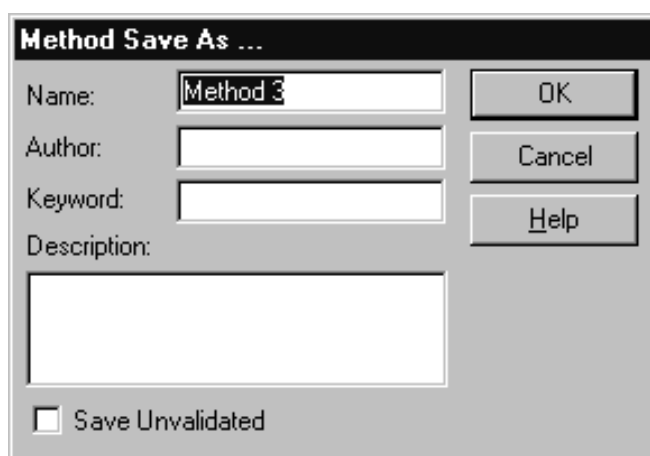 Method Save As ...
Name: Method 3 OK
Author: Cancel
Keyword: Help
Description:
Save Unvalidated